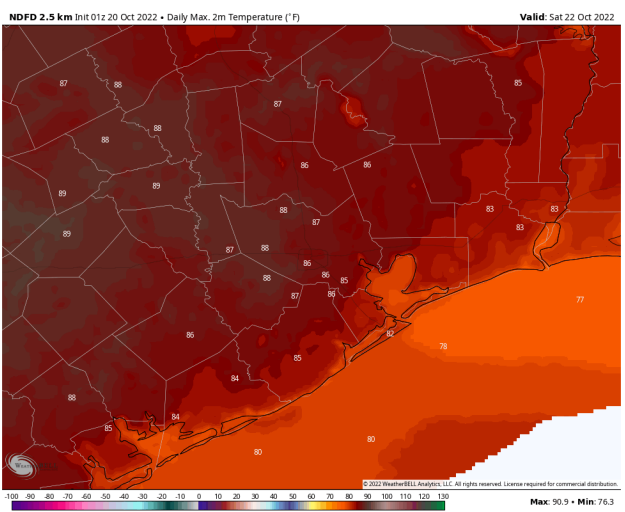 NDFD 2.5 km Init 01z 20 Oct 2022 • Daily Max. 2m Temperature (°F) Valid: Sat 22 Oct 2022
87 88 85
87
88
88
86 86
89 89
88 83 83
87 83
89
87 88
86
88 86 85
87 86
77
86 82
78
85
84
88
84
85
80 80
© 2022 WeatherBELL Analytics, LLC. All rights reserved. License required for commercial distribution.
-100 -90 -80 -70 -60 -50 -40 -30 -20 -10 0 10 20 30 40 50 60 70 80 90 100 110 120 130
Max: 90.9 • Min: 76.3